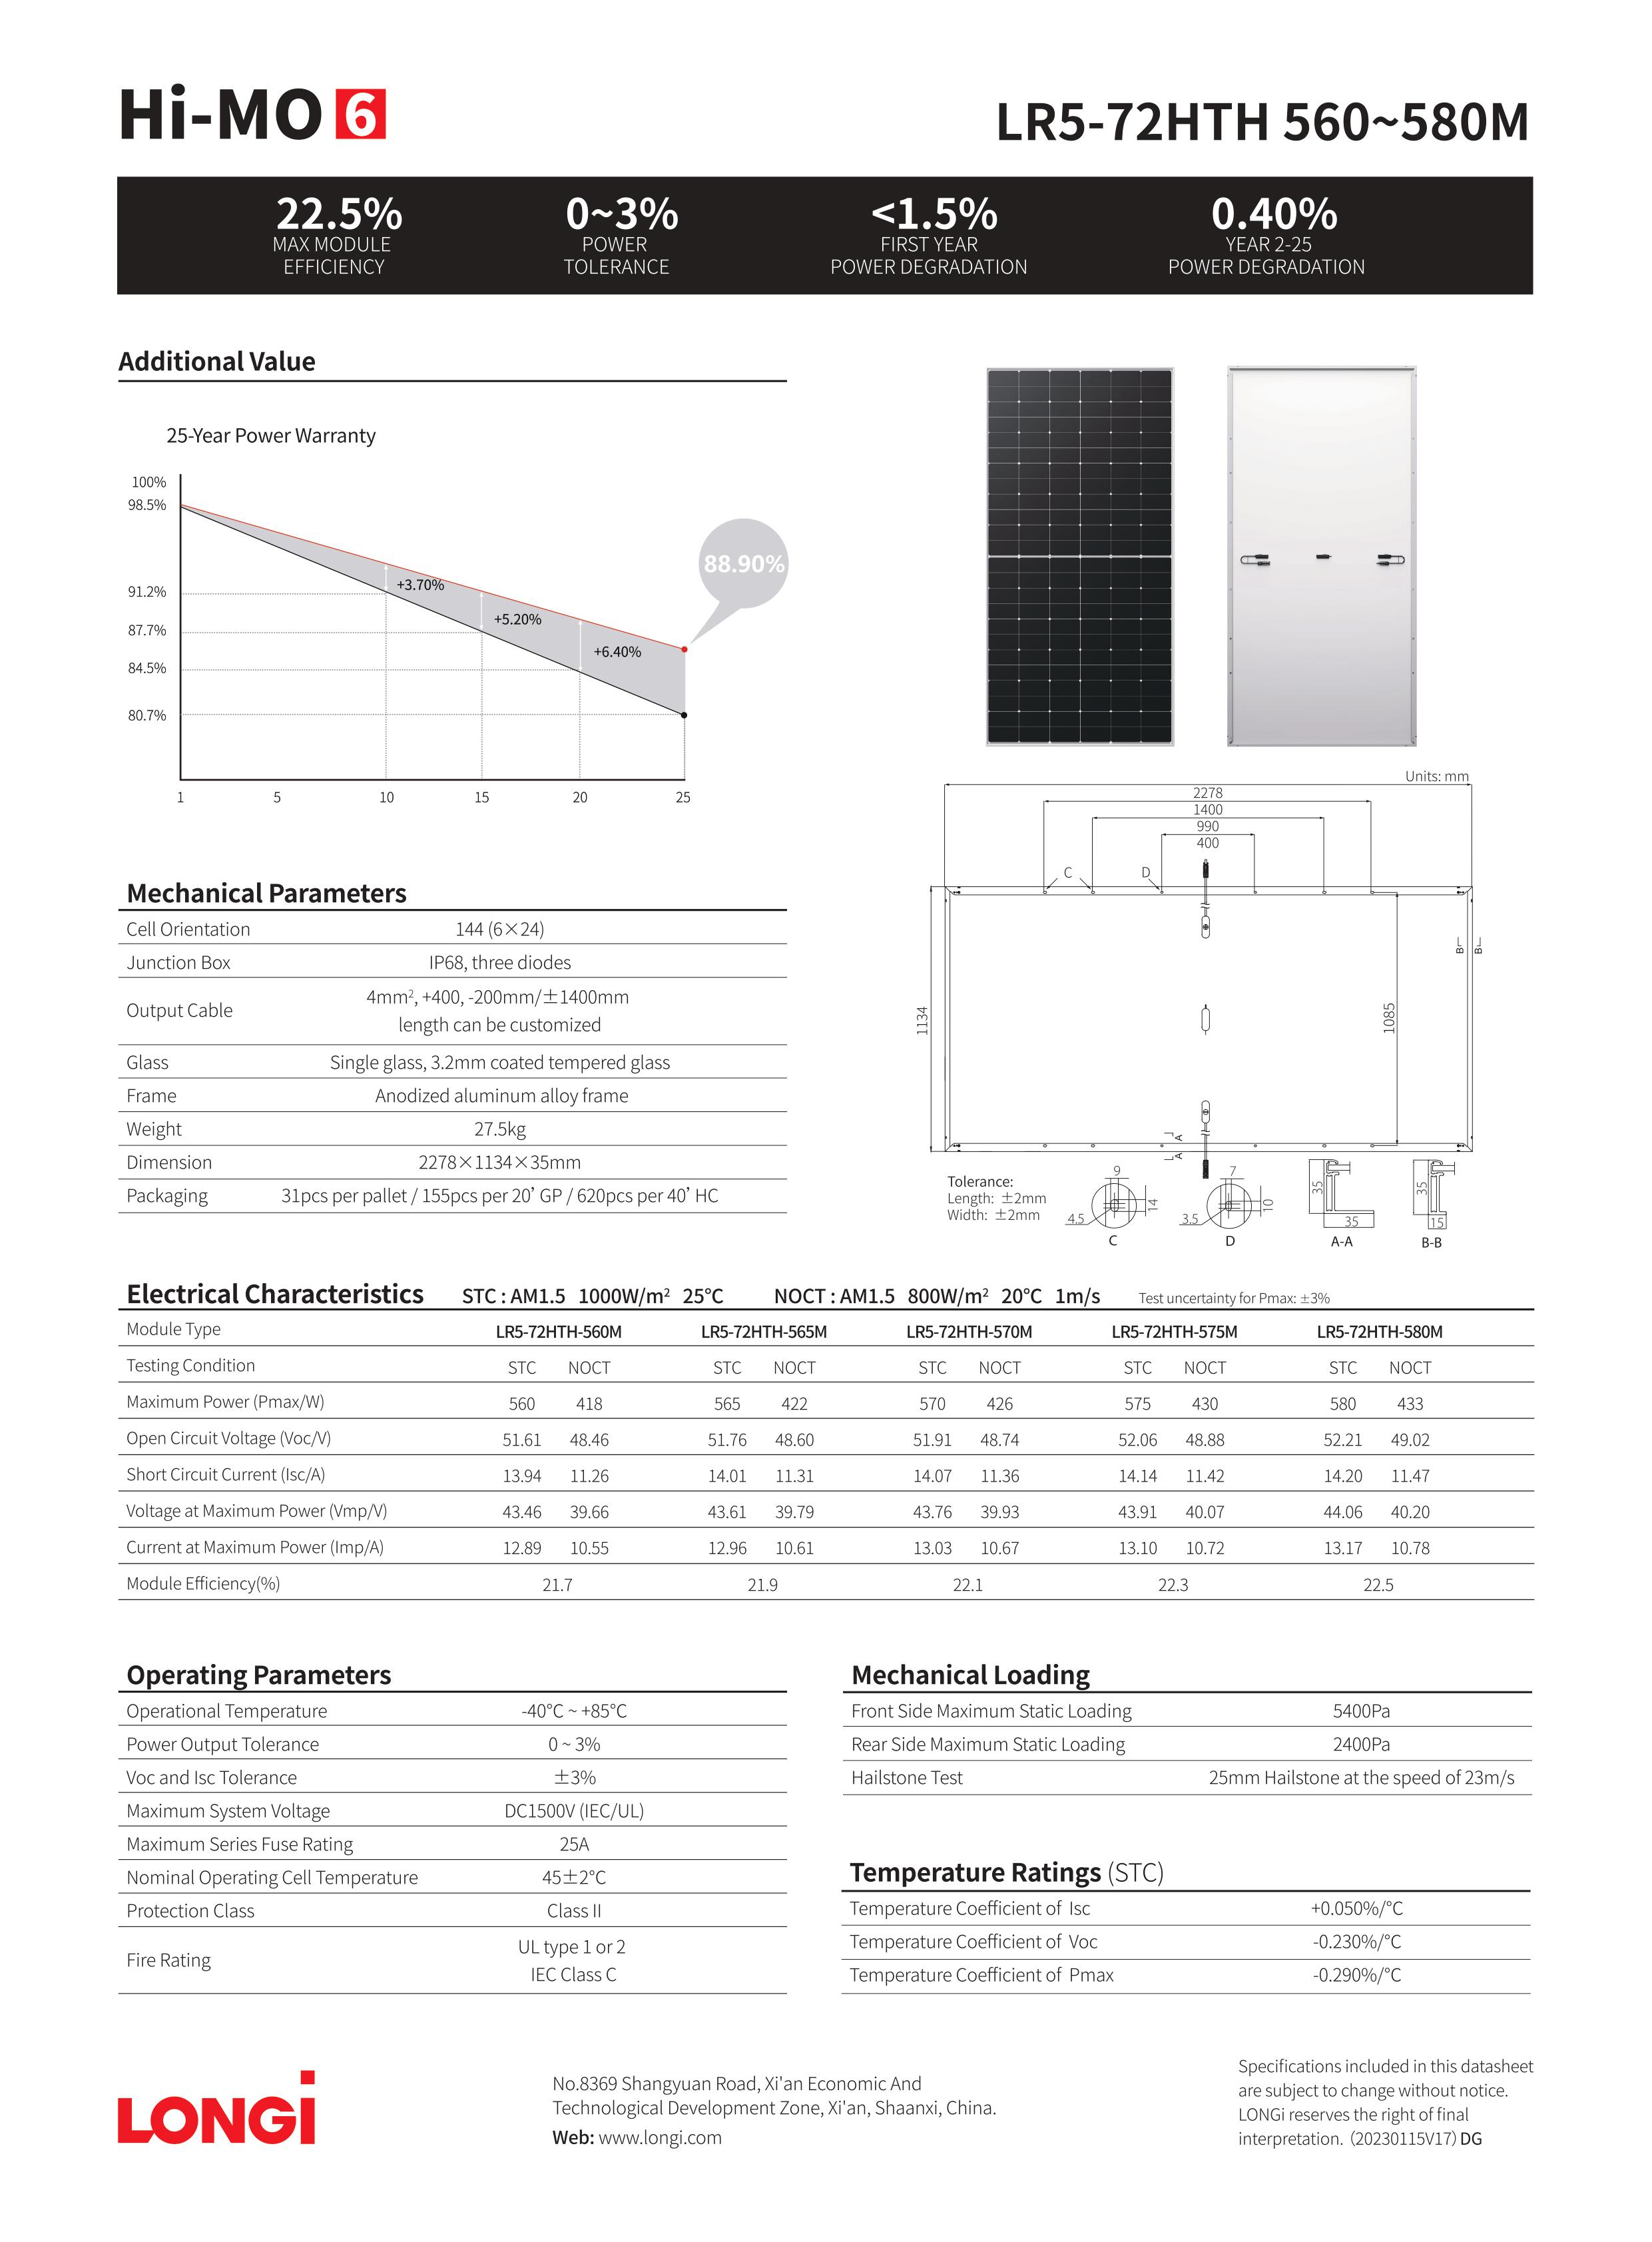 Hi-MO 6
LR5-72HTH 560~580M
22.5%
MAX MODULE
EFFICIENCY
0~3%
POWER
TOLERANCE
<1.5%
FIRST YEAR
POWER DEGRADATION
0.40%
YEAR 2-25
POWER DEGRADATION
Additional Value
25-Year Power Warranty
100%
98.5%
91.2%
87.7%
84.5%
80.7%
+3.70%
+5.20%
+6.40%
88.90%
1 5 10 15 20 25
Units: mm
2278
1400
990
400
C D
B B
1134
1085
A
A
Tolerance:
Length: ±2mm
Width: ±2mm
9
14
4.5
C
7
10
3.5
D
35
35
A-A
35
15
B-B
Mechanical Parameters
Cell Orientation 144 (6×24)
Junction Box IP68, three diodes
Output Cable 4mm², +400, -200mm/±1400mm
length can be customized
Glass Single glass, 3.2mm coated tempered glass
Frame Anodized aluminum alloy frame
Weight 27.5kg
Dimension 2278×1134×35mm
Packaging 31pcs per pallet / 155pcs per 20’ GP / 620pcs per 40’ HC
Electrical Characteristics STC : AM1.5 1000W/m² 25°C NOCT : AM1.5 800W/m² 20°C 1m/s Test uncertainty for Pmax: ±3%
Module Type LR5-72HTH-560M LR5-72HTH-565M LR5-72HTH-570M LR5-72HTH-575M LR5-72HTH-580M
Testing Condition STC NOCT STC NOCT STC NOCT STC NOCT STC NOCT
Maximum Power (Pmax/W) 560 418 565 422 570 426 575 430 580 433
Open Circuit Voltage (Voc/V) 51.61 48.46 51.76 48.60 51.91 48.74 52.06 48.88 52.21 49.02
Short Circuit Current (Isc/A) 13.94 11.26 14.01 11.31 14.07 11.36 14.14 11.42 14.20 11.47
Voltage at Maximum Power (Vmp/V) 43.46 39.66 43.61 39.79 43.76 39.93 43.91 40.07 44.06 40.20
Current at Maximum Power (Imp/A) 12.89 10.55 12.96 10.61 13.03 10.67 13.10 10.72 13.17 10.78
Module Efficiency(%) 21.7 21.9 22.1 22.3 22.5
Operating Parameters
Operational Temperature -40°C ~ +85°C
Power Output Tolerance 0 ~ 3%
Voc and Isc Tolerance ±3%
Maximum System Voltage DC1500V (IEC/UL)
Maximum Series Fuse Rating 25A
Nominal Operating Cell Temperature 45±2°C
Protection Class Class II
Fire Rating UL type 1 or 2
IEC Class C
Mechanical Loading
Front Side Maximum Static Loading 5400Pa
Rear Side Maximum Static Loading 2400Pa
Hailstone Test 25mm Hailstone at the speed of 23m/s
Temperature Ratings (STC)
Temperature Coefficient of Isc +0.050%/°C
Temperature Coefficient of Voc -0.230%/°C
Temperature Coefficient of Pmax -0.290%/°C
LONGi
No.8369 Shangyuan Road, Xi'an Economic And
Technological Development Zone, Xi'an, Shaanxi, China.
Web: www.longi.com
Specifications included in this datasheet
are subject to change without notice.
LONGi reserves the right of final
interpretation. (20230115V17) DG